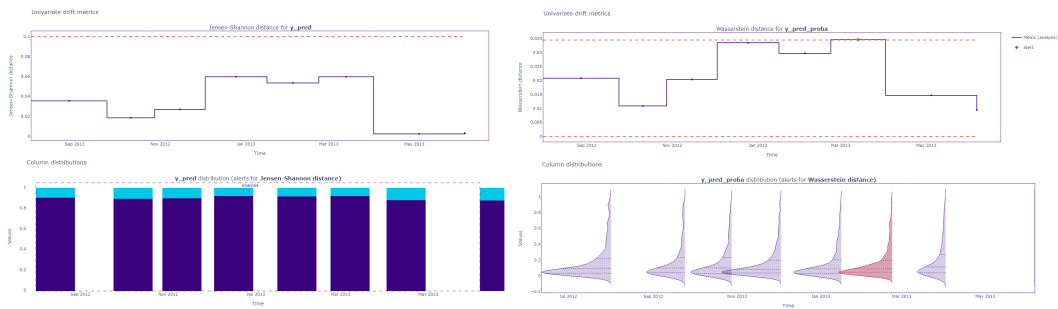 Univariate drift metrics
Jensen-Shannon distance for y_pred
0.1
0.08
0.06
0.04
0.02
0
Jensen-Shannon distance
Sep 2012
Nov 2012
Jan 2013
Mar 2013
May 2013
Time
Column distributions
y_pred distribution (alerts for Jensen-Shannon distance)
analysis
1
0.8
0.6
0.4
0.2
0
Values
Sep 2012
Nov 2012
Jan 2013
Mar 2013
May 2013
Time
Univariate drift metrics
Wasserstein distance for y_pred_proba
0.035
0.03
0.025
0.02
0.015
0.01
0.005
0
Wasserstein distance
Sep 2012
Nov 2012
Jan 2013
Mar 2013
May 2013
Time
Metric (analysis)
Alert
Column distributions
y_pred_proba distribution (alerts for Wasserstein distance)
1
0.8
0.6
0.4
0.2
0
−0.2
Values
Jul 2012
Sep 2012
Nov 2012
Jan 2013
Mar 2013
May 2013
Time